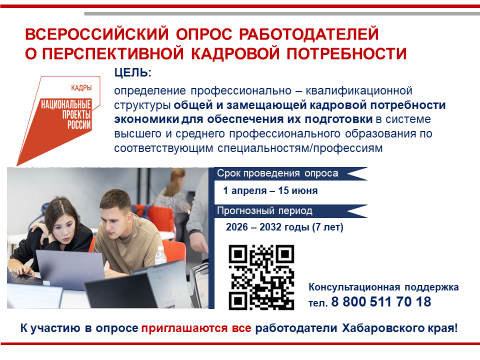 ВСЕРОССИЙСКИЙ ОПРОС РАБОТОДАТЕЛЕЙ
О ПЕРСПЕКТИВНОЙ КАДРОВОЙ ПОТРЕБНОСТИ
ЦЕЛЬ:
КАДРЫ
НАЦИОНАЛЬНЫЕ
ПРОЕКТЫ
РОССИИ
определение профессионально – квалификационной
структуры общей и замещающей кадровой потребности
экономики для обеспечения их подготовки в системе
высшего и среднего профессионального образования по
соответствующим специальностям/профессиям
Срок проведения опроса
1 апреля – 15 июня
Прогнозный период
2026 – 2032 годы (7 лет)
Консультационная поддержка
тел. 8 800 511 70 18
К участию в опросе приглашаются все работодатели Хабаровского края!